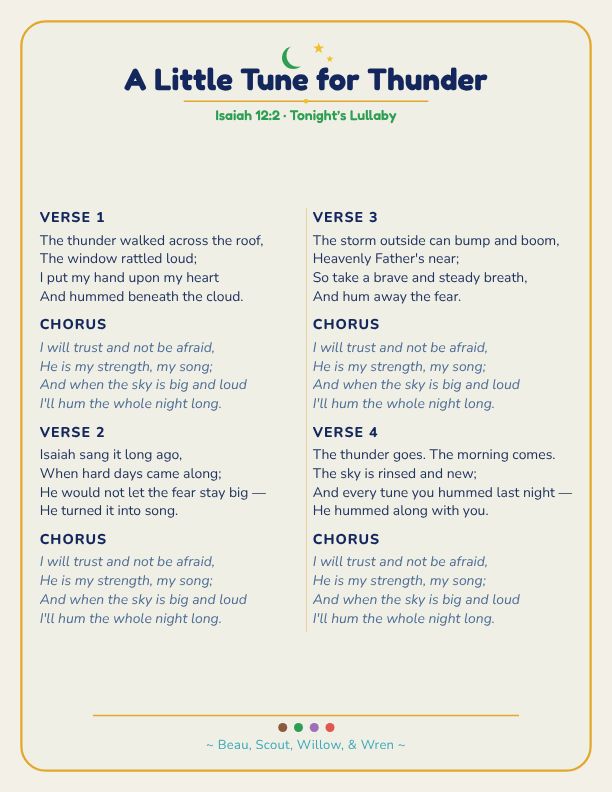 A Little Tune for Thunder
Isaiah 12:2 · Tonight's Lullaby
VERSE 1
The thunder walked across the roof,
The window rattled loud;
I put my hand upon my heart
And hummed beneath the cloud.
CHORUS
I will trust and not be afraid,
He is my strength, my song;
And when the sky is big and loud
I'll hum the whole night long.
VERSE 2
Isaiah sang it long ago,
When hard days came along;
He would not let the fear stay big —
He turned it into song.
CHORUS
I will trust and not be afraid,
He is my strength, my song;
And when the sky is big and loud
I'll hum the whole night long.
VERSE 3
The storm outside can bump and boom,
Heavenly Father's near;
So take a brave and steady breath,
And hum away the fear.
CHORUS
I will trust and not be afraid,
He is my strength, my song;
And when the sky is big and loud
I'll hum the whole night long.
VERSE 4
The thunder goes. The morning comes.
The sky is rinsed and new;
And every tune you hummed last night —
He hummed along with you.
CHORUS
I will trust and not be afraid,
He is my strength, my song;
And when the sky is big and loud
I'll hum the whole night long.
~ Beau, Scout, Willow, & Wren ~